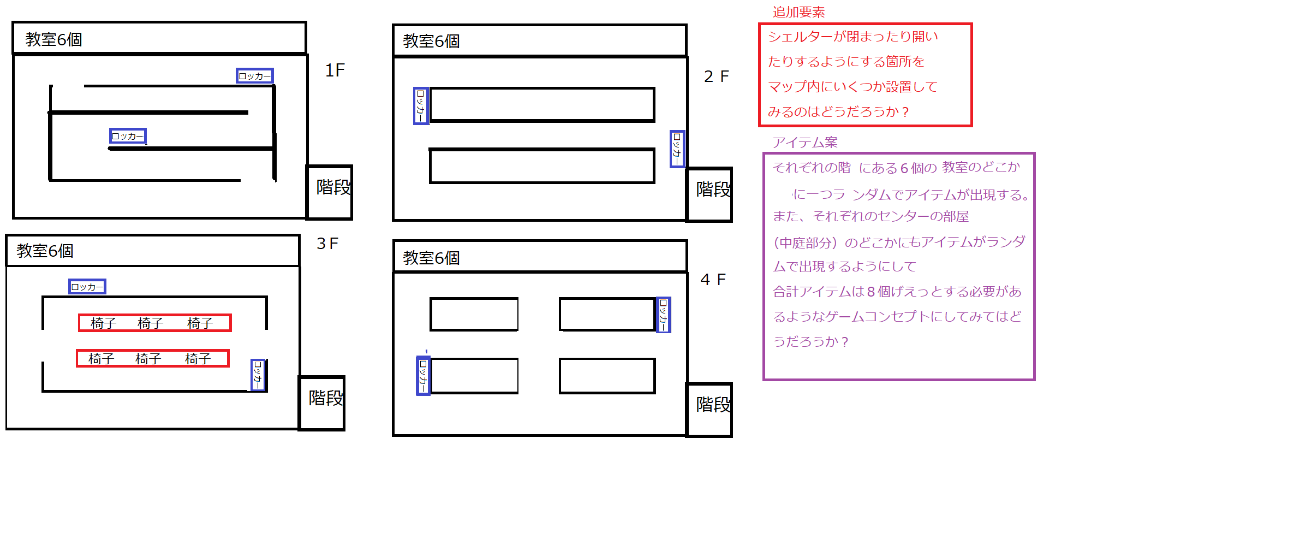 教室6個
ロッカー
ロッカー
1F
階段
教室6個
ロッカー
ロッカー
２Ｆ
階段
教室6個
ロッカー
椅子 椅子 椅子
椅子 椅子 椅子
ロッカー
３Ｆ
階段
教室6個
ロッカー
ロッカー
４Ｆ
階段
追加要素
シェルターが閉まったり開い
たりするようにする箇所を
マップ内にいくつか設置して
みるのはどうだろうか？
アイテム案
それぞれの階 にある６個の 教室のどこか
に一つラ ンダムでアイテムが出現する。
また、それぞれのセンターの部屋
（中庭部分）のどこかにもアイテムがランダ
ムで出現するようにして
合計アイテムは８個げえっとする必要があ
るようなゲームコンセプトにしてみてはど
うだろうか？